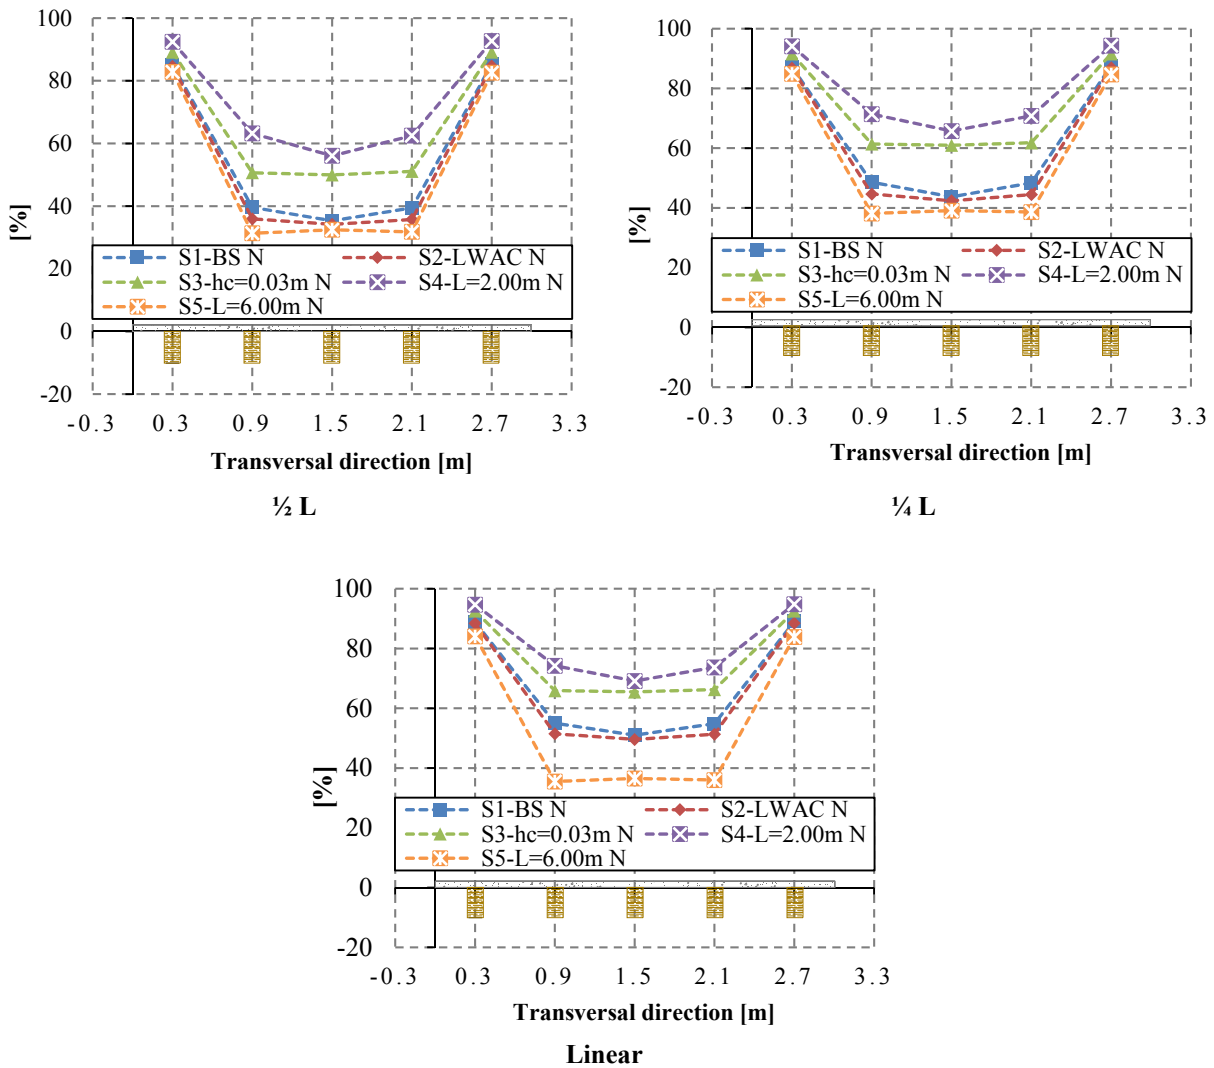 100
80
60
40
20
0
-20
[%]
S1-BS N
S2-LWAC N
S3-hc=0.03m N
S4-L=2.00m N
S5-L=6.00m N
-0.3 0.3 0.9 1.5 2.1 2.7 3.3
Transversal direction [m]
½ L
100
80
60
40
20
0
-20
[%]
S1-BS N
S2-LWAC N
S3-hc=0.03m N
S4-L=2.00m N
S5-L=6.00m N
-0.3 0.3 0.9 1.5 2.1 2.7 3.3
Transversal direction [m]
¼ L
100
80
60
40
20
0
-20
[%]
S1-BS N
S2-LWAC N
S3-hc=0.03m N
S4-L=2.00m N
S5-L=6.00m N
-0.3 0.3 0.9 1.5 2.1 2.7 3.3
Transversal direction [m]
Linear